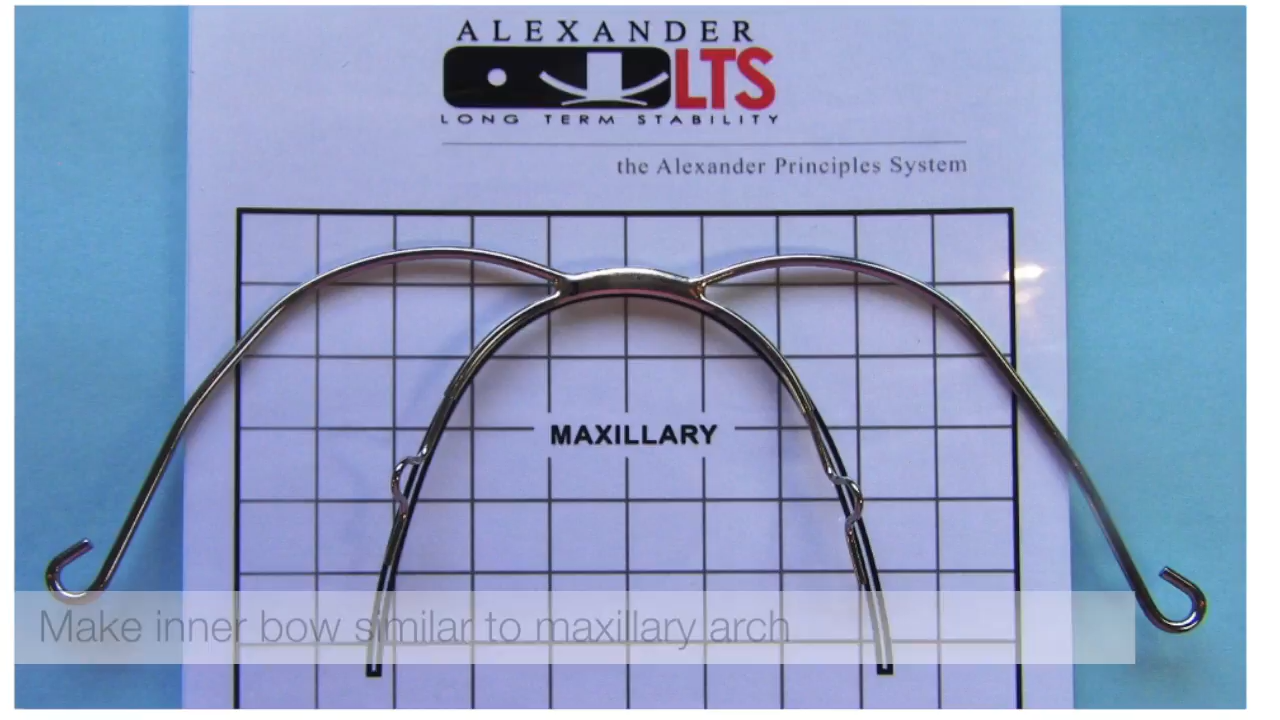 ALEXANDER
LTS
LONG TERM STABILITY
the Alexander Principles System
MAXILLARY
Make inner bow similar to maxillary arch